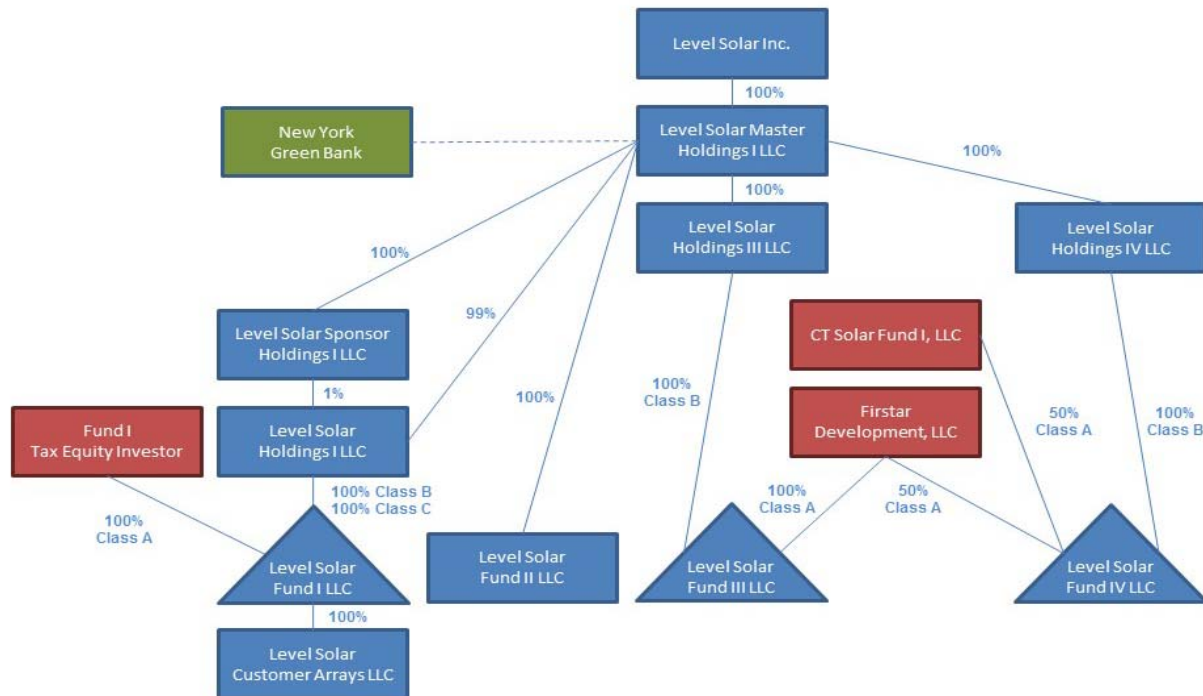 Level Solar Inc.
100%
New York
Green Bank
Level Solar Master
Holdings I LLC
100%
100%
Level Solar
Holdings III LLC
Level Solar
Holdings IV LLC
100%
99%
Level Solar Sponsor
Holdings I LLC
CT Solar Fund I, LLC
1%
100%
100%
Class B
Fund I
Tax Equity Investor
Level Solar
Holdings I LLC
Firstar
Development, LLC
50%
Class A
100%
Class B
100% Class B
100% Class C
100%
Class A
100%
Class A
50%
Class A
Level Solar
Fund I LLC
Level Solar
Fund II LLC
Level Solar
Fund III LLC
Level Solar
Fund IV LLC
100%
Level Solar
Customer Arrays LLC